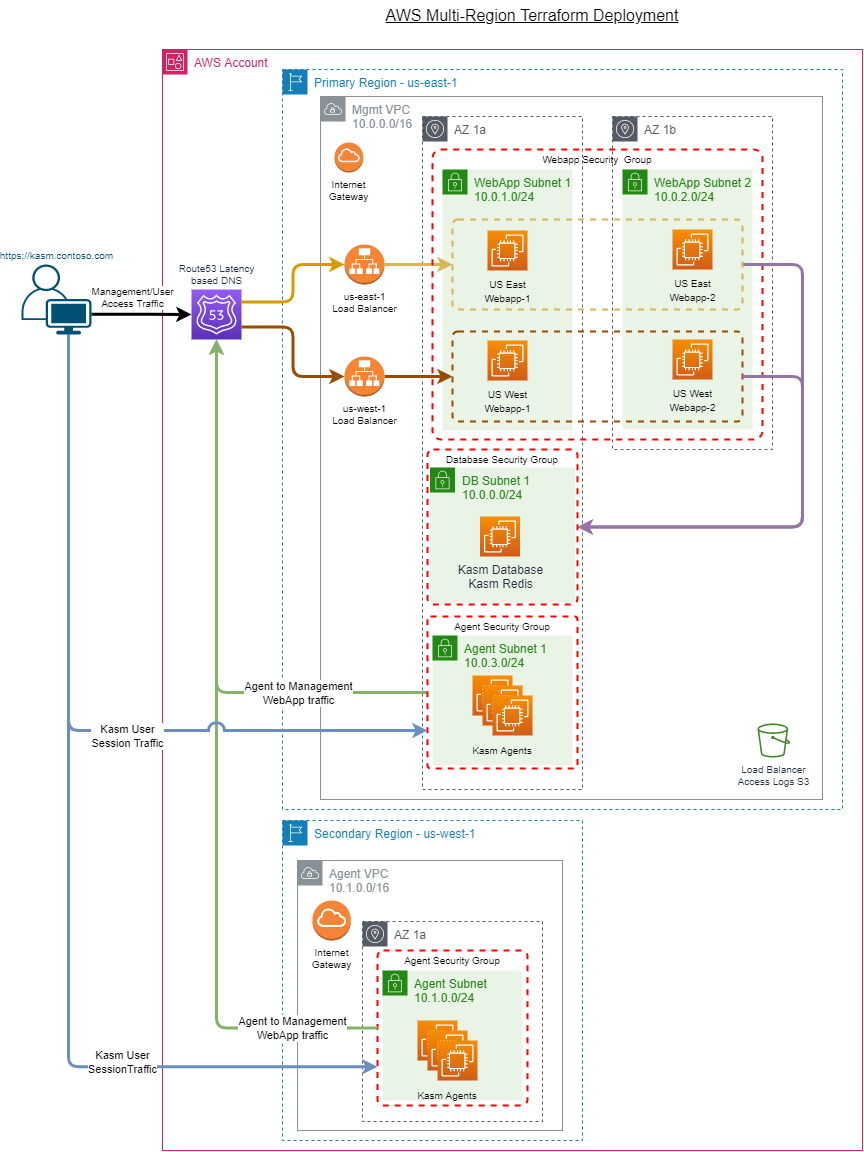 AWS Multi-Region Terraform Deployment
AWS Account
Primary Region - us-east-1
Mgmt VPC
10.0.0.0/16
AZ 1a
AZ 1b
Internet
Gateway
Webapp Security Group
WebApp Subnet 1
10.0.1.0/24
WebApp Subnet 2
10.0.2.0/24
https://kasm.contoso.com
Management/User
Access Traffic
Route53 Latency
based DNS
53
us-east-1
Load Balancer
US East
Webapp-1
US East
Webapp-2
us-west-1
Load Balancer
US West
Webapp-1
US West
Webapp-2
Database Security Group
DB Subnet 1
10.0.0.0/24
Kasm Database
Kasm Redis
Agent Security Group
Agent Subnet 1
10.0.3.0/24
Kasm Agents
Agent to Management
WebApp traffic
Kasm User
Session Traffic
Load Balancer
Access Logs S3
Secondary Region - us-west-1
Agent VPC
10.1.0.0/16
Internet
Gateway
AZ 1a
Agent Security Group
Agent Subnet
10.1.0.0/24
Kasm Agents
Agent to Management
WebApp traffic
Kasm User
SessionTraffic